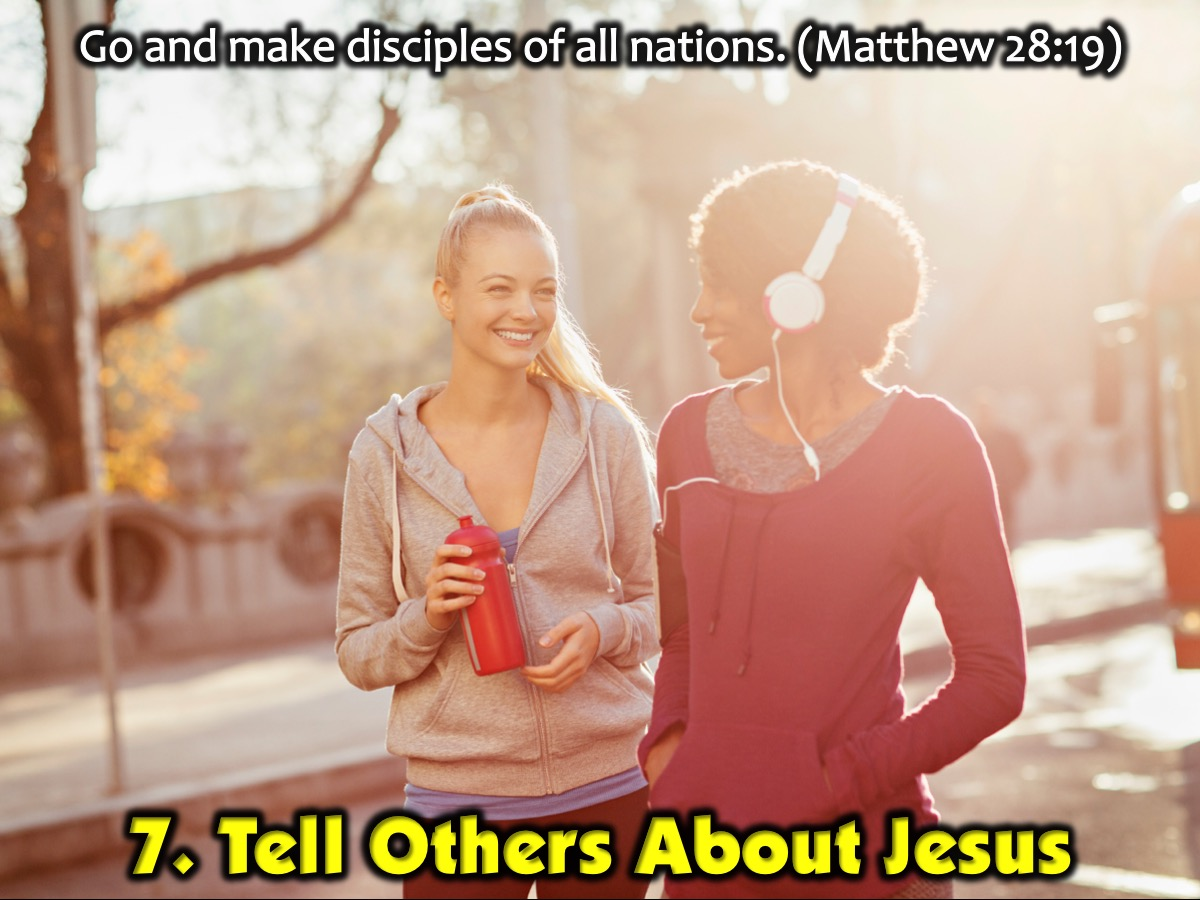 Go and make disciples of all nations. (Matthew 28:19)
7. Tell Others About Jesus